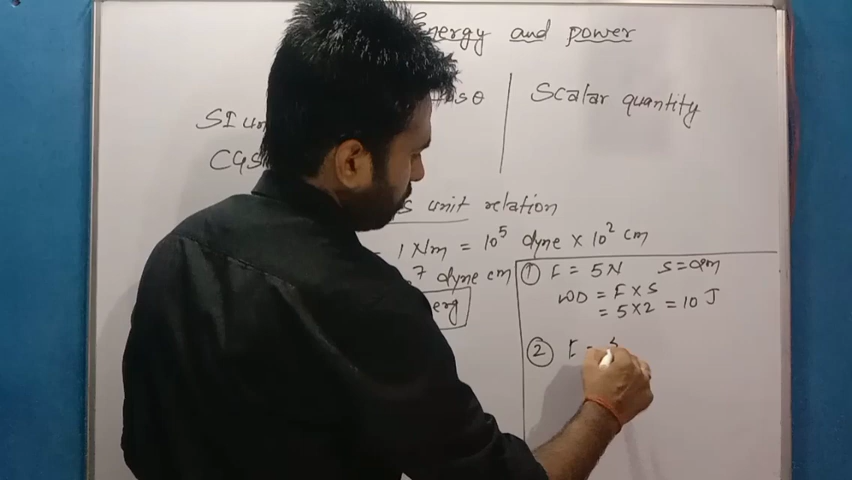 Energy and power
Scalar quantity
SI un
CGS
unit relation
1 Nm = 10⁵ dyne × 10² cm
⁷ dyne cm
erg
① F = 5N S = 2m
WD = F × S
= 5 × 2 = 10 J
②